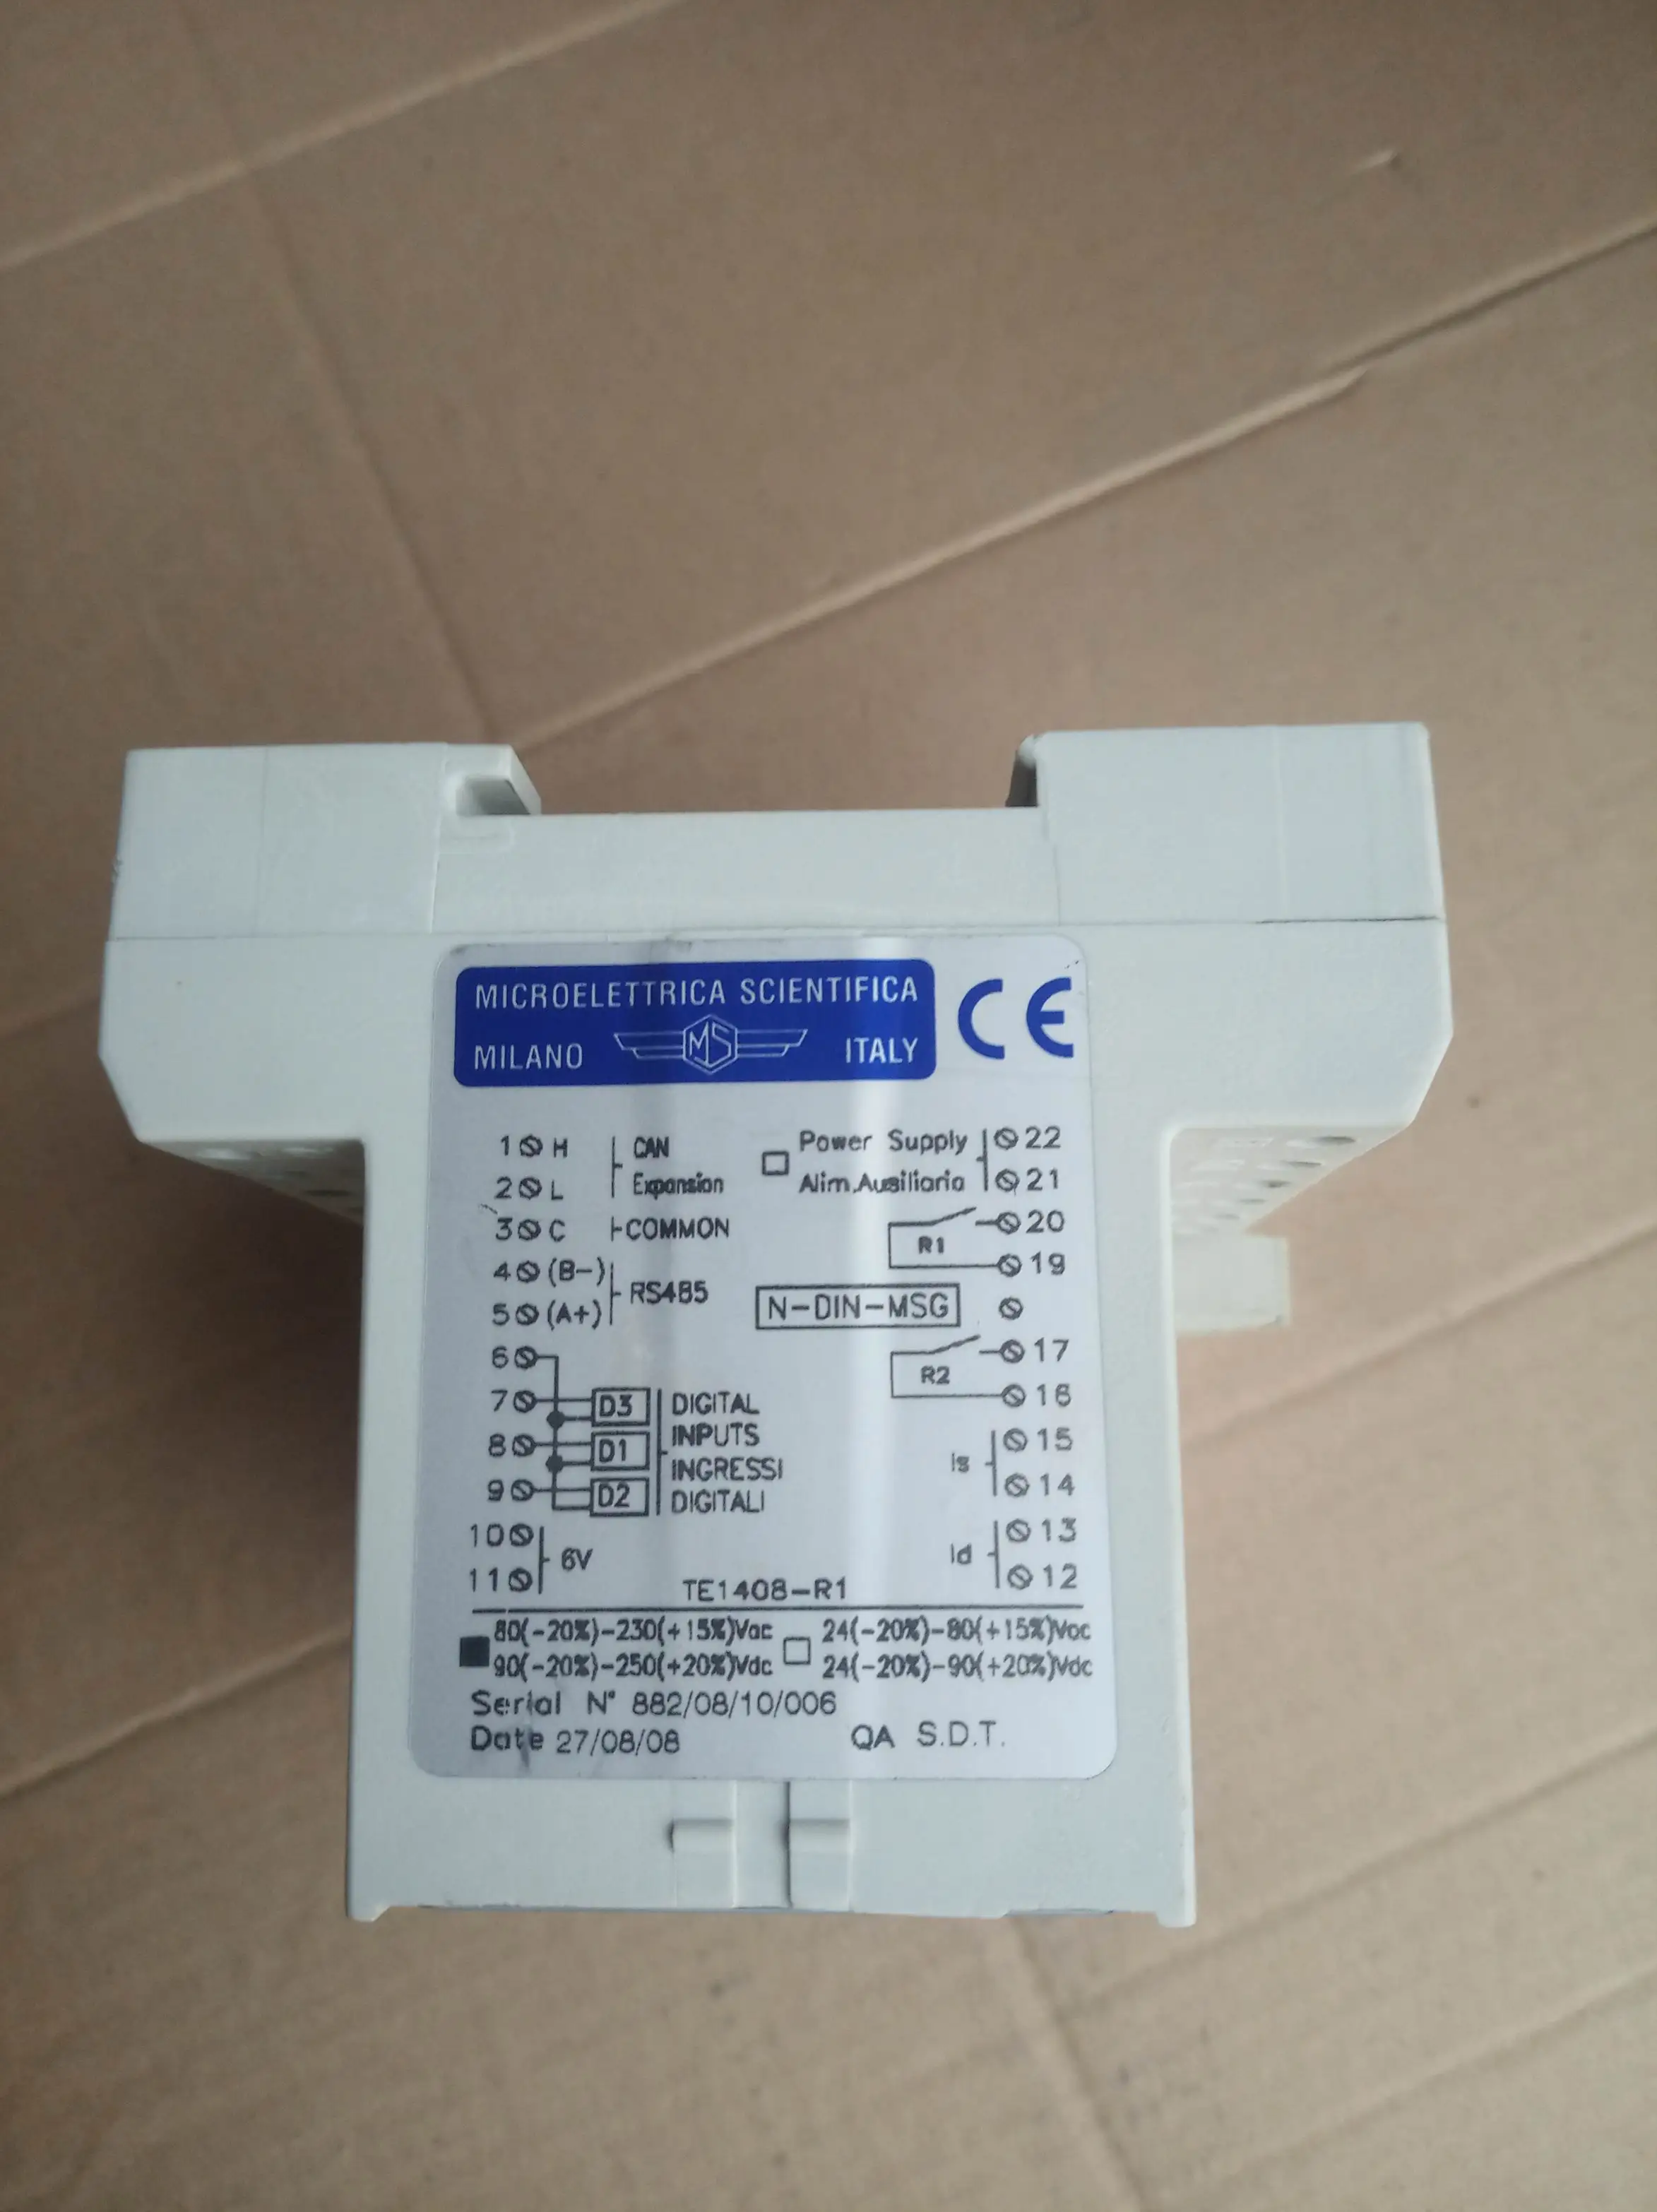 MICROELETTRICA SCIENTIFICA
MILANO MS ITALY
CE
1 H CAN
2 L Expansion
3 C COMMON
4 (B-) RS485
5 (A+)
6
7 D3 DIGITAL
8 D1 INPUTS
INGRESSI
9 D2 DIGITALI
10 6V
11
Power Supply 22
Alim.Ausiliaria 21
20
R1
19
N-DIN-MSG
17
R2
16
Is 15
14
Id 13
12
TE1408-R1
80(-20%)-230(+15%)Vac
90(-20%)-250(+20%)Vdc
24(-20%)-80(+15%)Vac
24(-20%)-90(+20%)Vdc
Serial N° 882/08/10/006
Date 27/08/08 QA S.D.T.